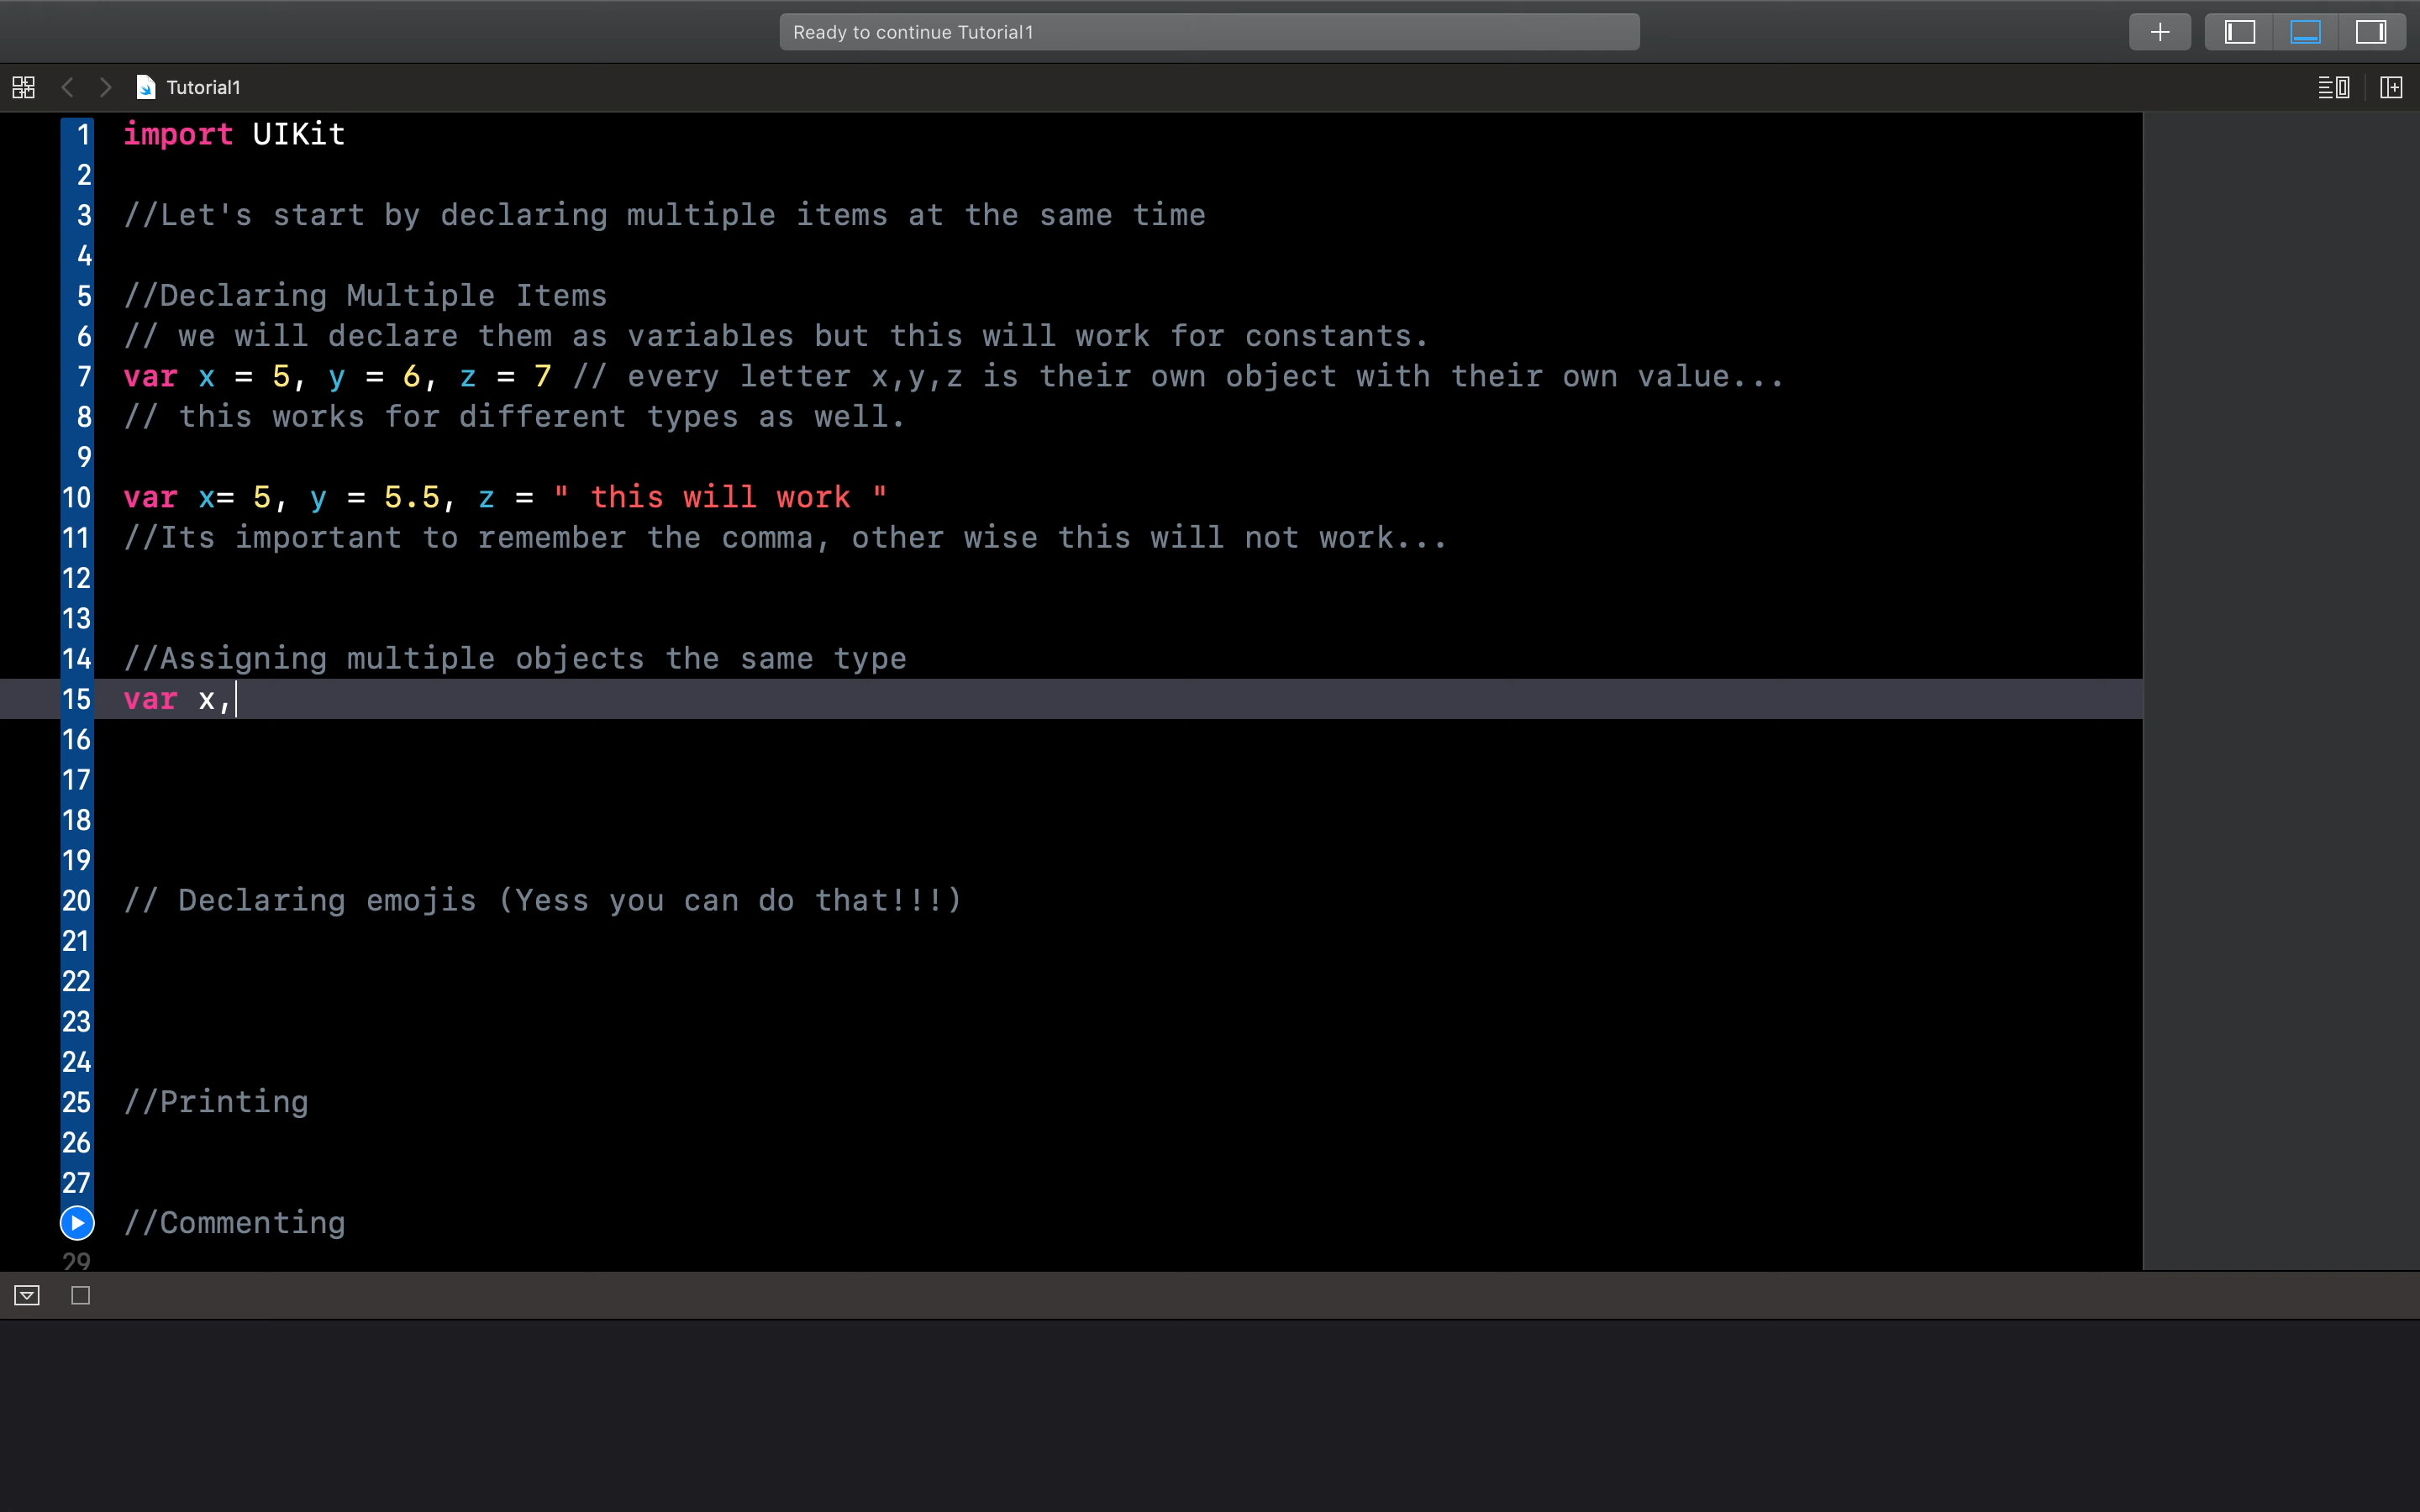 Ready to continue Tutorial1
Tutorial1
1 import UIKit
2
3 //Let's start by declaring multiple items at the same time
4
5 //Declaring Multiple Items
6 // we will declare them as variables but this will work for constants.
7 var x = 5, y = 6, z = 7 // every letter x,y,z is their own object with their own value...
8 // this works for different types as well.
9
10 var x= 5, y = 5.5, z = " this will work "
11 //Its important to remember the comma, other wise this will not work...
12
13
14 //Assigning multiple objects the same type
15 var x,
16
17
18
19
20 // Declaring emojis (Yess you can do that!!!)
21
22
23
24
25 //Printing
26
27
//Commenting
29